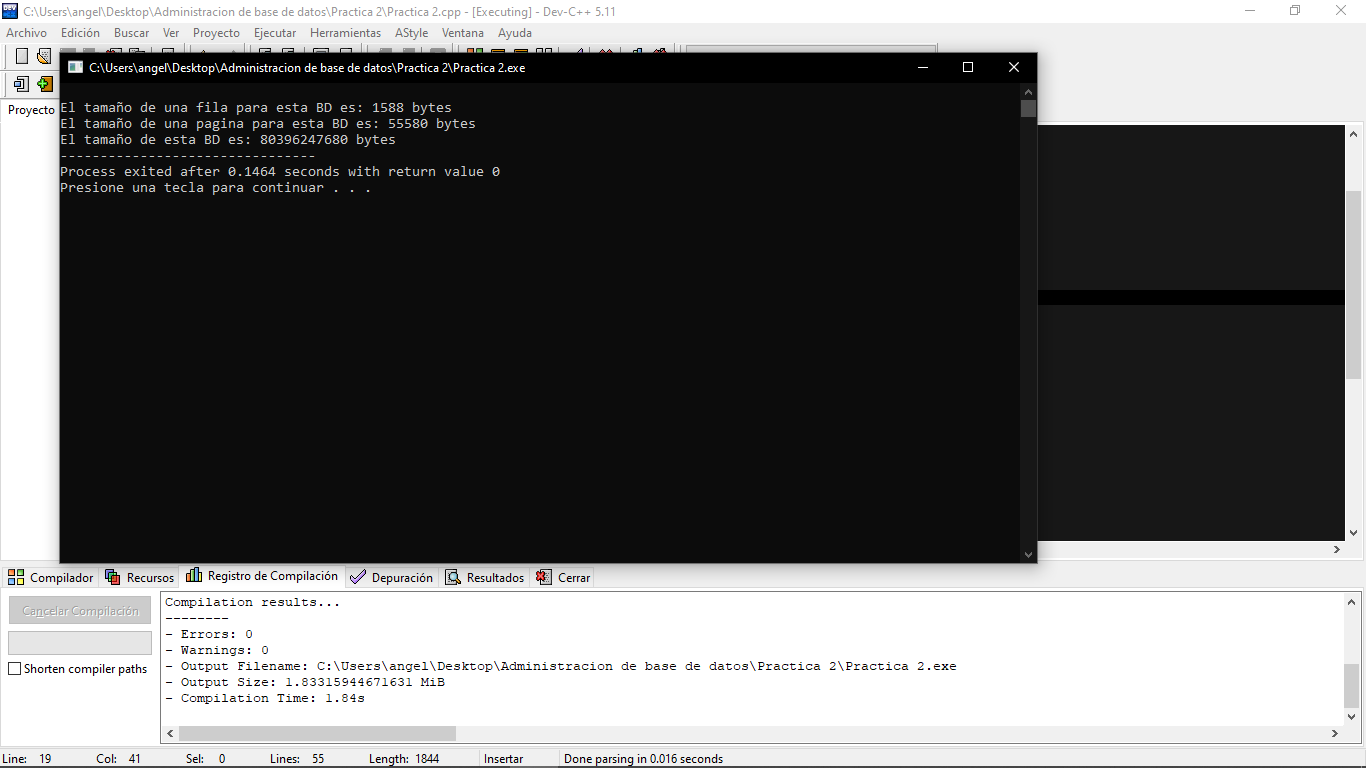 C:\Users\angel\Desktop\Administracion de base de datos\Practica 2\Practica 2.cpp - [Executing] - Dev-C++ 5.11
Archivo Edición Buscar Ver Proyecto Ejecutar Herramientas AStyle Ventana Ayuda
C:\Users\angel\Desktop\Administracion de base de datos\Practica 2\Practica 2.exe
Proyecto
El tamaño de una fila para esta BD es: 1588 bytes
El tamaño de una pagina para esta BD es: 55580 bytes
El tamaño de esta BD es: 80396247680 bytes
--------------------------------
Process exited after 0.1464 seconds with return value 0
Presione una tecla para continuar . . .
Compilador Recursos Registro de Compilación Depuración Resultados Cerrar
Cancelar Compilación
Shorten compiler paths
Compilation results...
--------
- Errors: 0
- Warnings: 0
- Output Filename: C:\Users\angel\Desktop\Administracion de base de datos\Practica 2\Practica 2.exe
- Output Size: 1.83315944671631 MiB
- Compilation Time: 1.84s
Line: 19 Col: 41 Sel: 0 Lines: 55 Length: 1844 Insertar Done parsing in 0.016 seconds